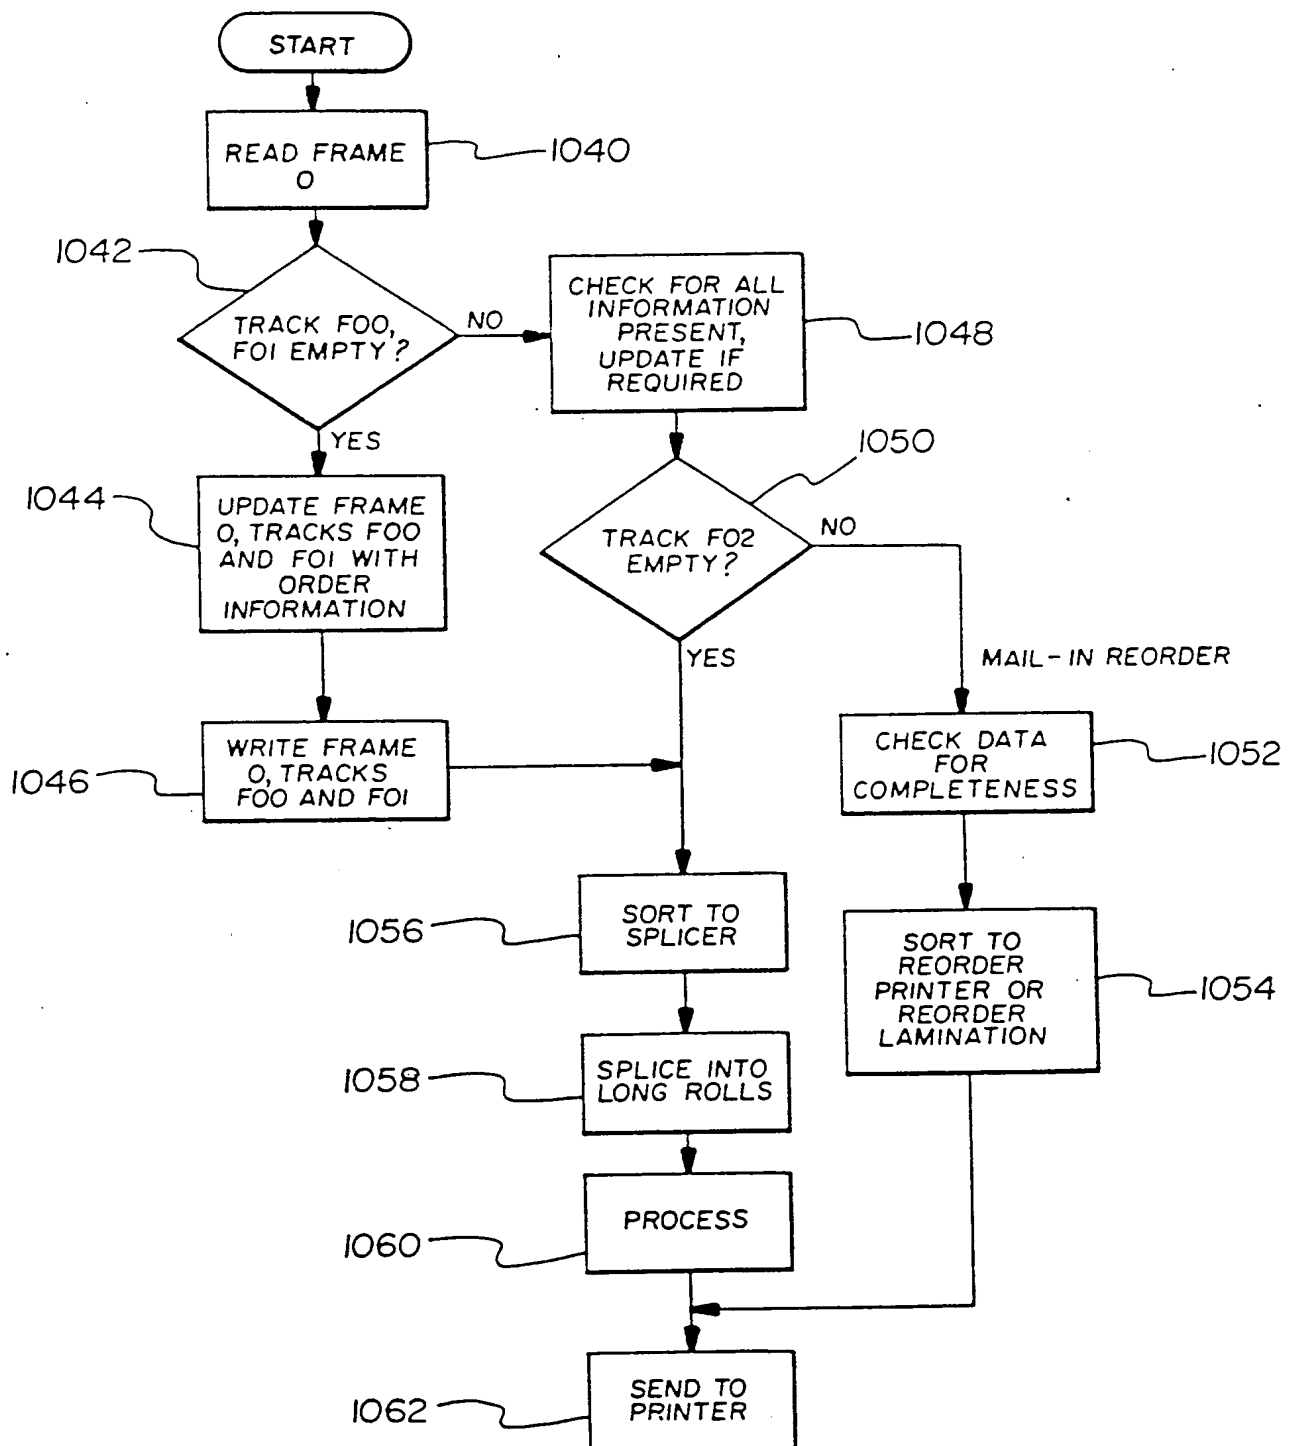 START
READ FRAME
0
1040
1042
TRACK F00,
F01 EMPTY?
NO
YES
CHECK FOR ALL
INFORMATION
PRESENT,
UPDATE IF
REQUIRED
1048
1044
UPDATE FRAME
0, TRACKS F00
AND F01 WITH
ORDER
INFORMATION
1050
TRACK F02
EMPTY?
NO
YES
MAIL-IN REORDER
1046
WRITE FRAME
0, TRACKS
F00 AND F01
CHECK DATA
FOR
COMPLETENESS
1052
1056
SORT TO
SPLICER
SORT TO
REORDER
PRINTER OR
REORDER
LAMINATION
1054
1058
SPLICE INTO
LONG ROLLS
1060
PROCESS
1062
SEND TO
PRINTER